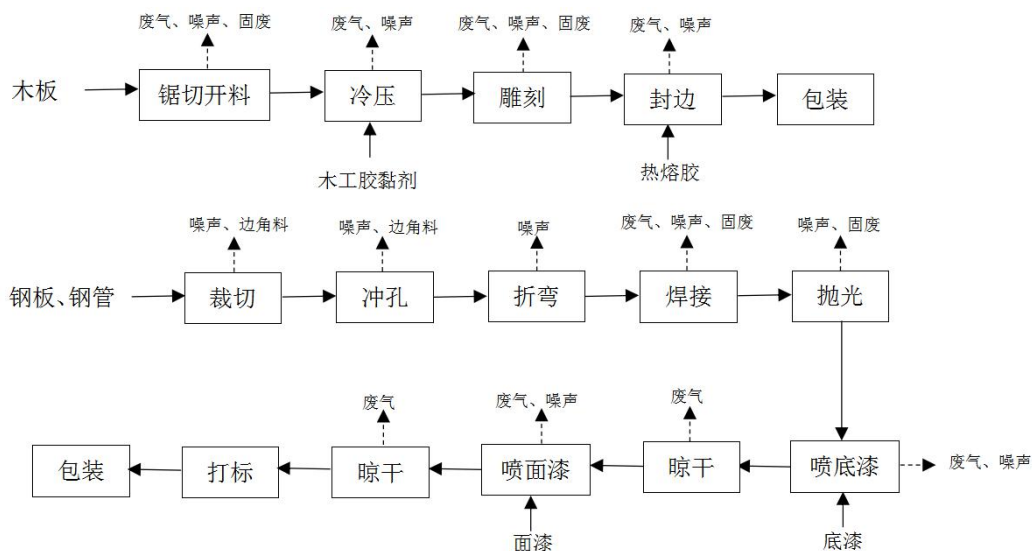 废气、噪声、固废
废气、噪声
废气、噪声、固废
废气、噪声
木板
锯切开料
冷压
雕刻
封边
包装
木工胶黏剂
热熔胶
噪声、边角料
噪声、边角料
噪声
废气、噪声、固废
噪声、固废
钢板、钢管
裁切
冲孔
折弯
焊接
抛光
废气
废气、噪声
废气
包装
打标
晾干
喷面漆
晾干
喷底漆
废气、噪声
面漆
底漆